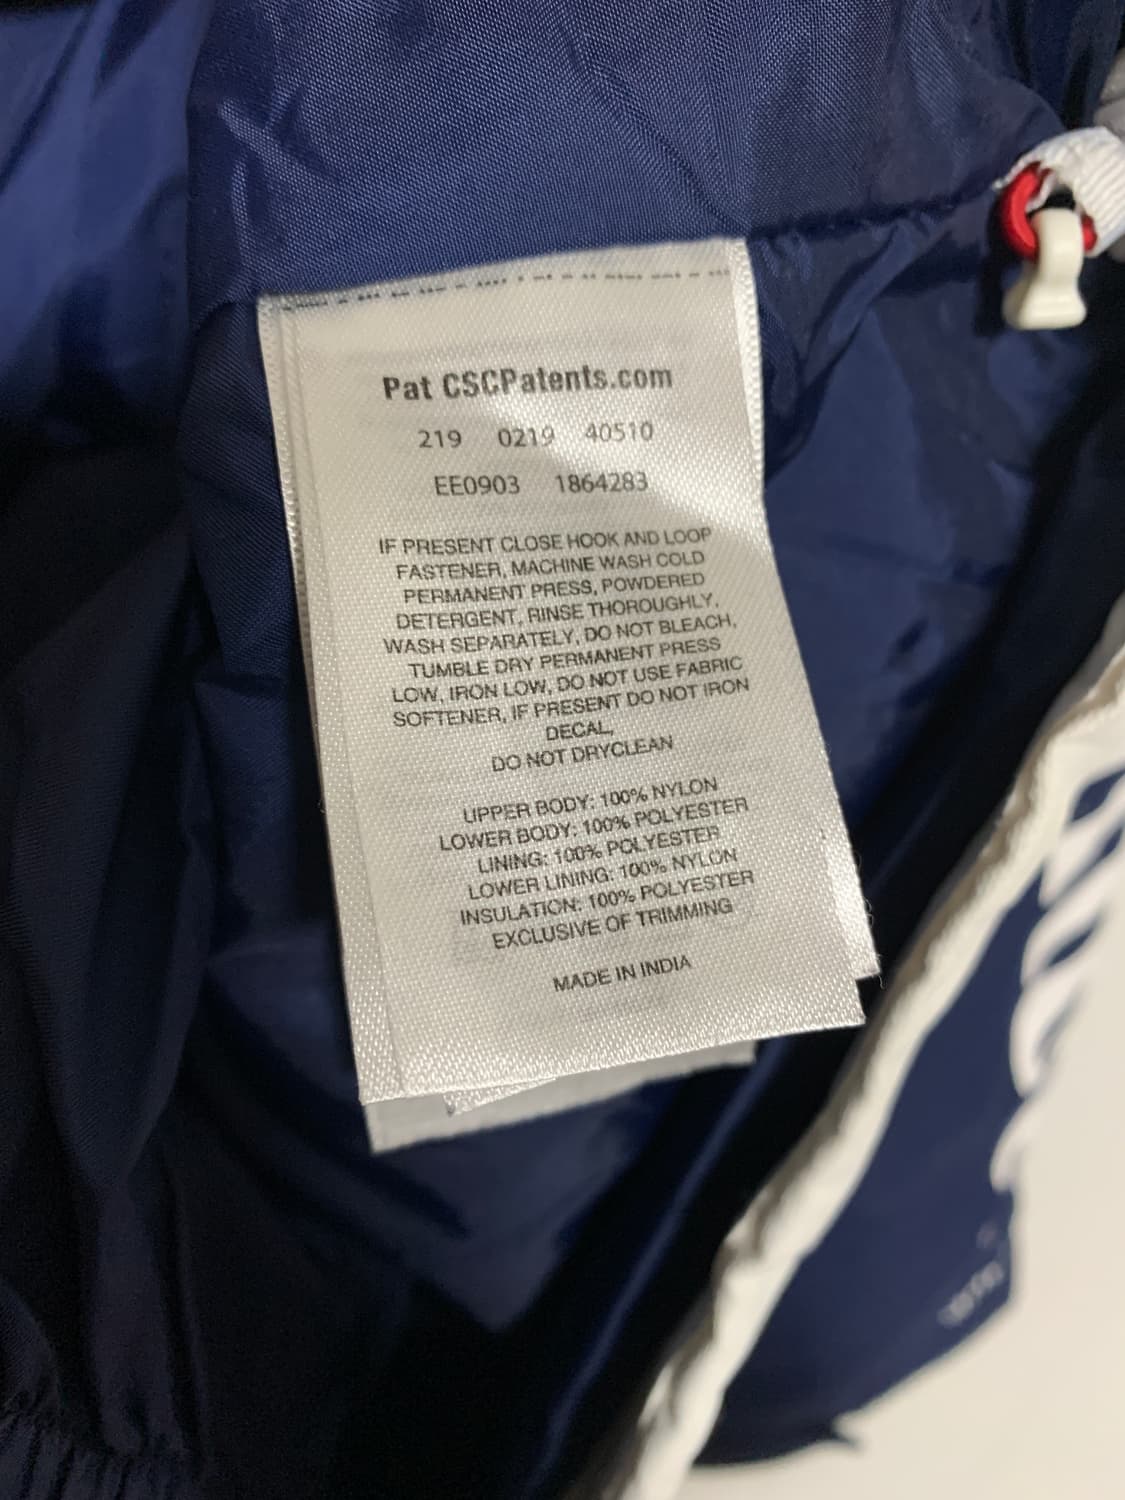 Pat CSCPatents.com
219 0219 40510
EE0903 1864283
IF PRESENT CLOSE HOOK AND LOOP
FASTENER, MACHINE WASH COLD
PERMANENT PRESS, POWDERED
DETERGENT, RINSE THOROUGHLY,
WASH SEPARATELY, DO NOT BLEACH,
TUMBLE DRY PERMANENT PRESS
LOW, IRON LOW, DO NOT USE FABRIC
SOFTENER, IF PRESENT DO NOT IRON
DECAL,
DO NOT DRYCLEAN
UPPER BODY: 100% NYLON
LOWER BODY: 100% POLYESTER
LINING: 100% POLYESTER
LOWER LINING: 100% NYLON
INSULATION: 100% POLYESTER
EXCLUSIVE OF TRIMMING
MADE IN INDIA